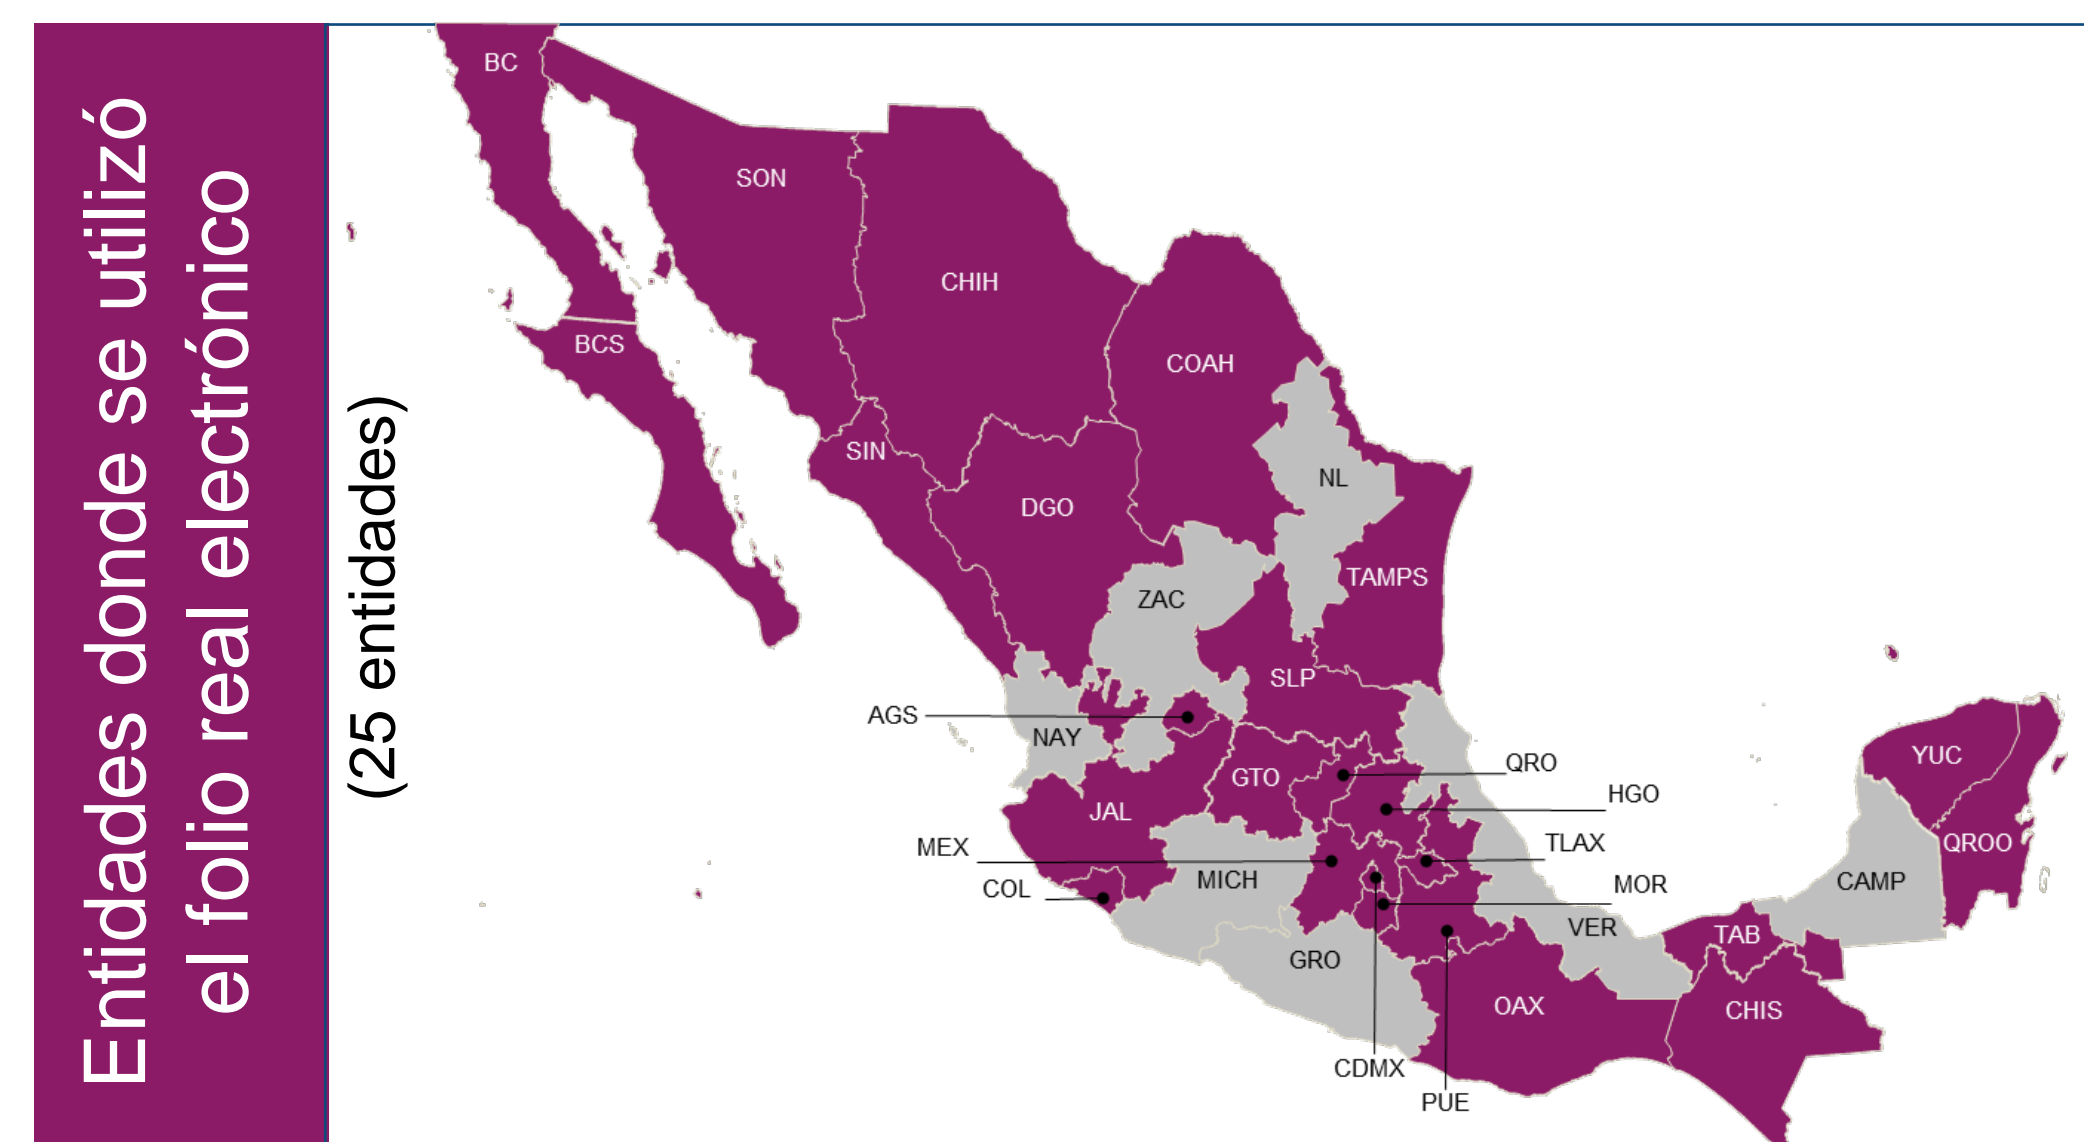 Entidades donde se utilizó
el folio real electrónico
(25 entidades)
BC
SON
CHIH
BCS
COAH
SIN
NL
DGO
TAMPS
ZAC
SLP
AGS
NAY
GTO
QRO
YUC
HGO
JAL
MEX
TLAX
QROO
COL
MICH
MOR
CAMP
VER
TAB
GRO
OAX
CHIS
CDMX
PUE